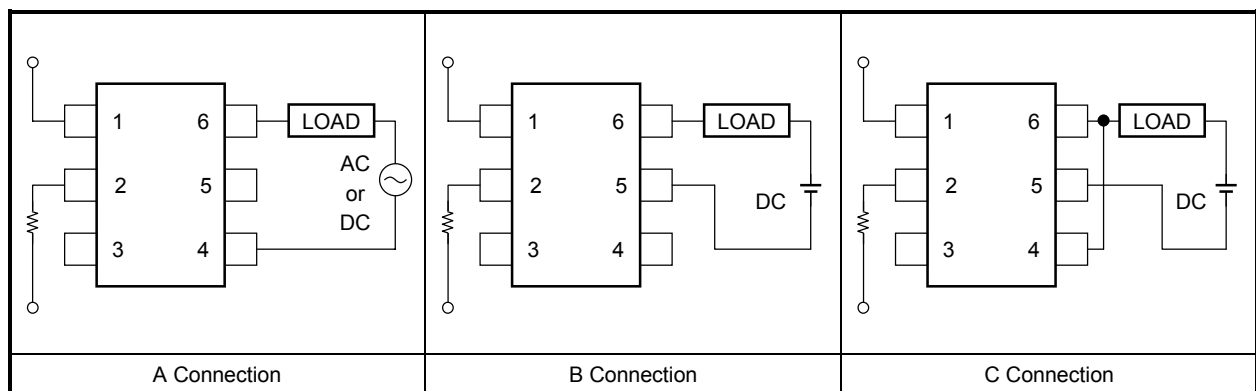 1 6 LOAD
2 5 AC
or
DC
3 4
A Connection
1 6 LOAD
2 5 DC
3 4
B Connection
1 6 LOAD
2 5 DC
3 4
C Connection